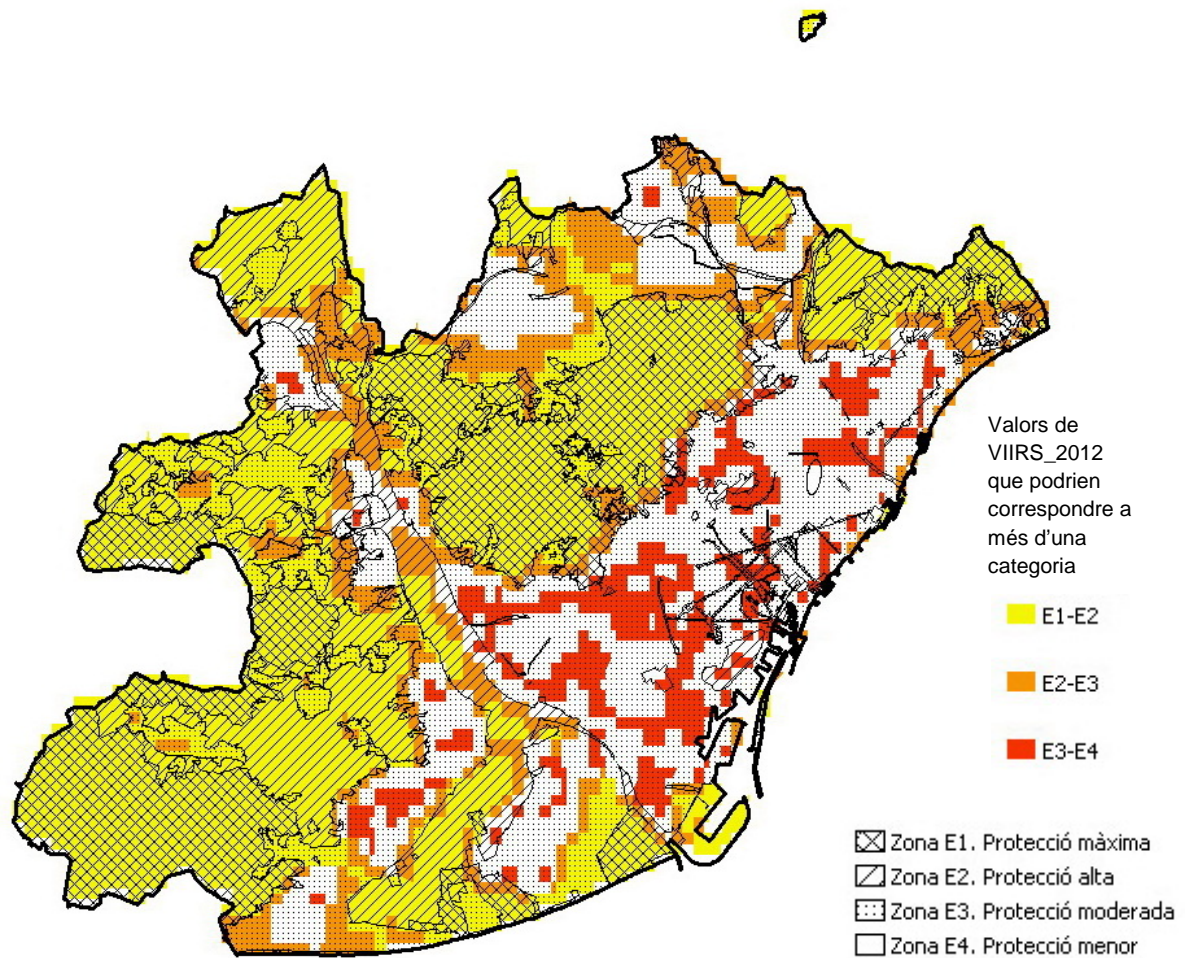 Valors de
VIIRS_2012
que podrien
correspondre a
més d'una
categoria
E1-E2
E2-E3
E3-E4
Zona E1. Protecció màxima
Zona E2. Protecció alta
Zona E3. Protecció moderada
Zona E4. Protecció menor